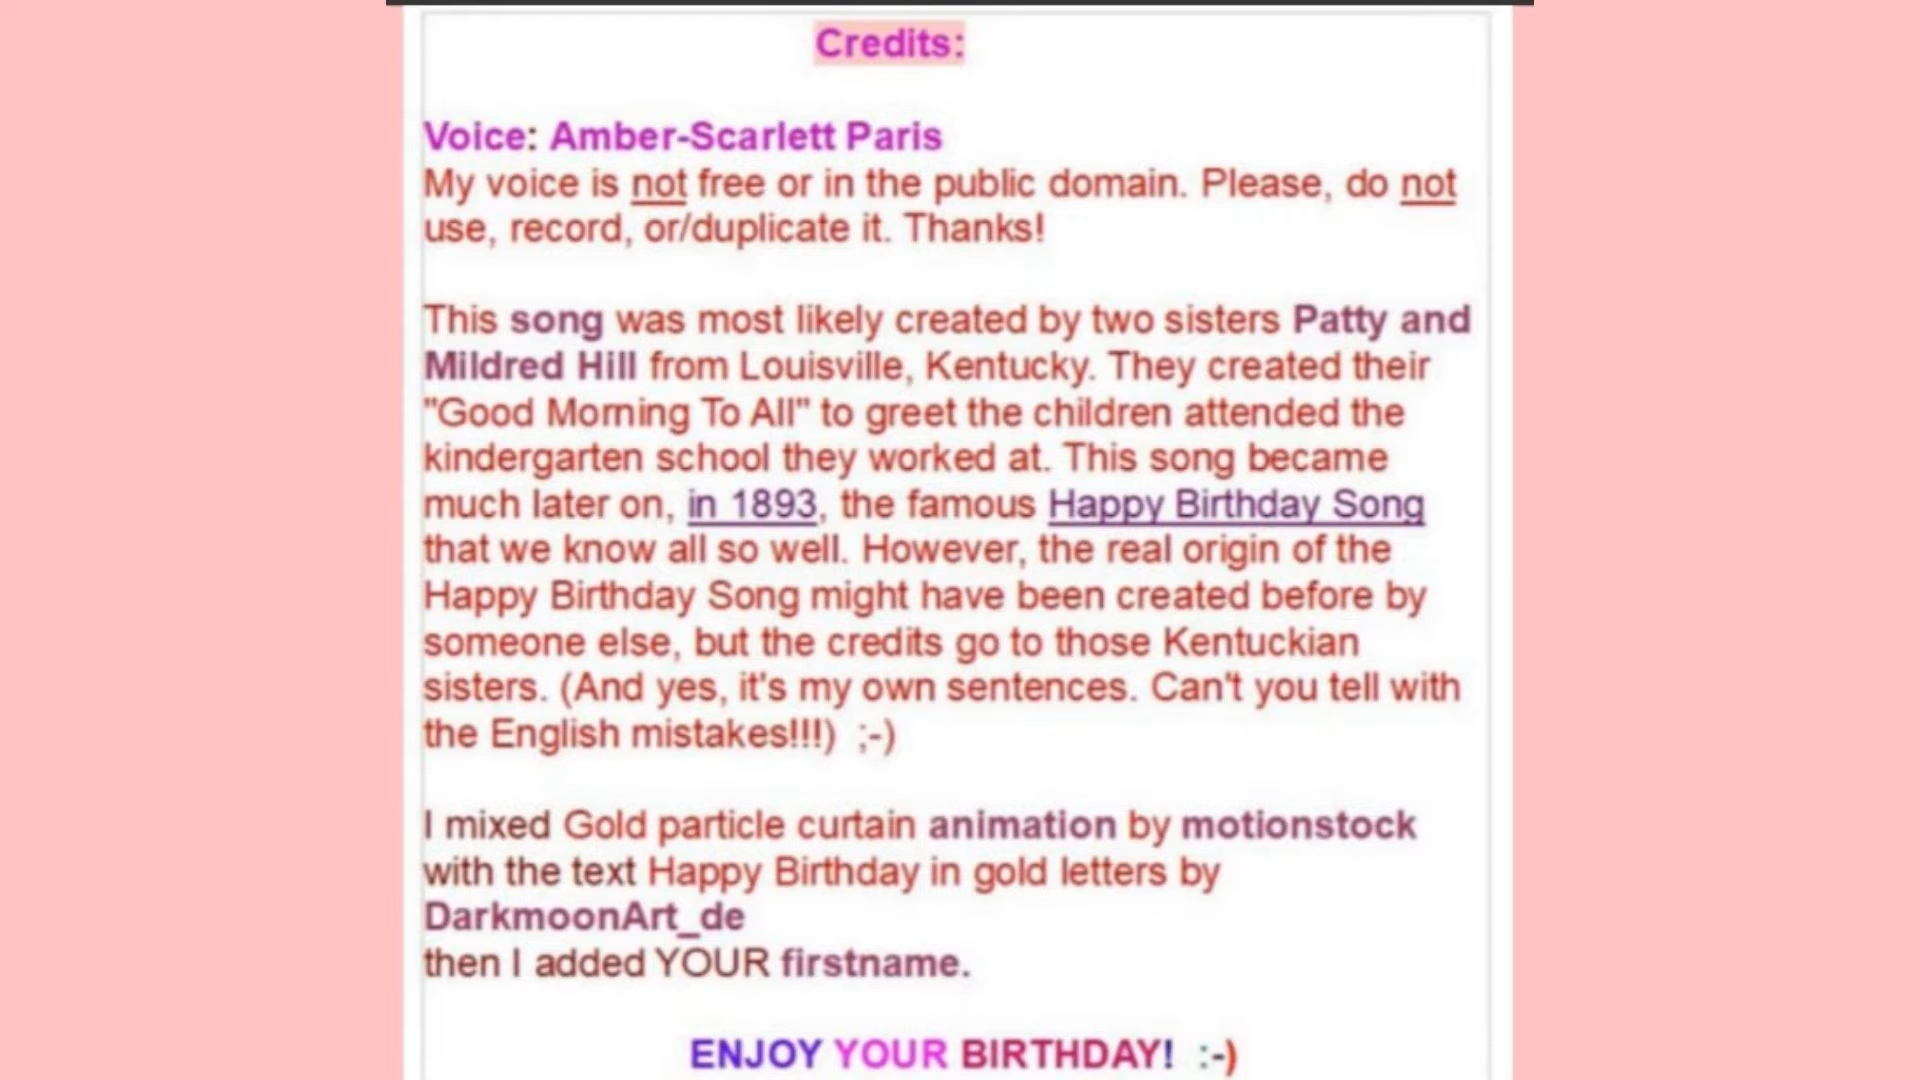 Credits:
Voice: Amber-Scarlett Paris
My voice is not free or in the public domain. Please, do not
use, record, or/duplicate it. Thanks!
This song was most likely created by two sisters Patty and
Mildred Hill from Louisville, Kentucky. They created their
"Good Morning To All" to greet the children attended the
kindergarten school they worked at. This song became
much later on, in 1893, the famous Happy Birthday Song
that we know all so well. However, the real origin of the
Happy Birthday Song might have been created before by
someone else, but the credits go to those Kentuckian
sisters. (And yes, it's my own sentences. Can't you tell with
the English mistakes!!!) ;-)
I mixed Gold particle curtain animation by motionstock
with the text Happy Birthday in gold letters by
DarkmoonArt_de
then I added YOUR firstname.
ENJOY YOUR BIRTHDAY! :-)